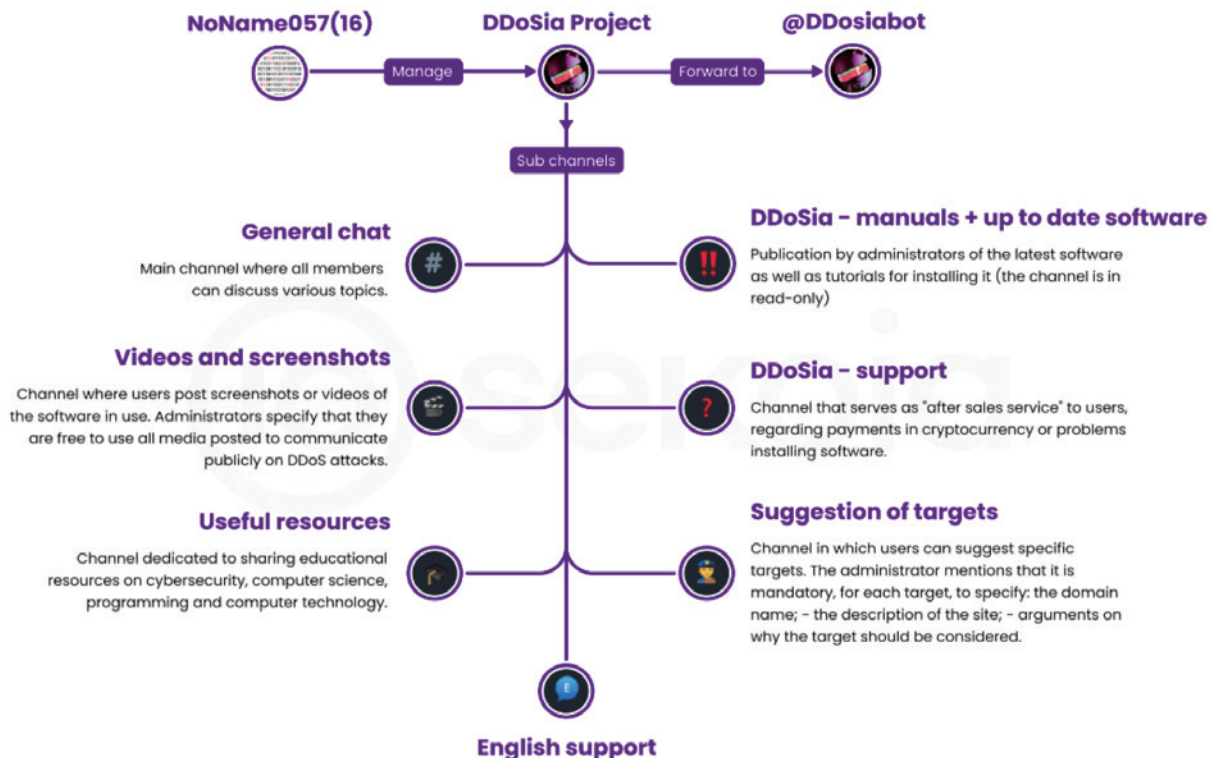 NoName057(16)
DDoSia Project
@DDosiabot
Manage
Forward to
Sub channels
General chat
Main channel where all members
can discuss various topics.
DDoSia - manuals + up to date software
Publication by administrators of the latest software
as well as tutorials for installing it (the channel is in
read-only)
Videos and screenshots
Channel where users post screenshots or videos of
the software in use. Administrators specify that they
are free to use all media posted to communicate
publicly on DDoS attacks.
DDoSia - support
Channel that serves as "after sales service" to users,
regarding payments in cryptocurrency or problems
installing software.
Useful resources
Channel dedicated to sharing educational
resources on cybersecurity, computer science,
programming and computer technology.
Suggestion of targets
Channel in which users can suggest specific
targets. The administrator mentions that it is
mandatory, for each target, to specify: the domain
name; - the description of the site; - arguments on
why the target should be considered.
#
!!
?
E
English support
sekoia